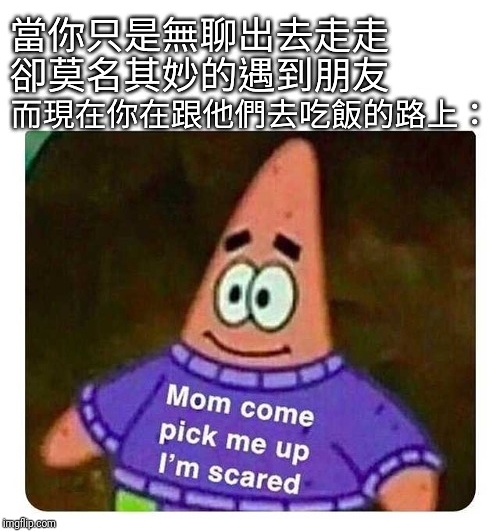 當你只是無聊出去走走
卻莫名其妙的遇到朋友
而現在你在跟他們去吃飯的路上：
Mom come
pick me up
I'm scared
imgflip.com